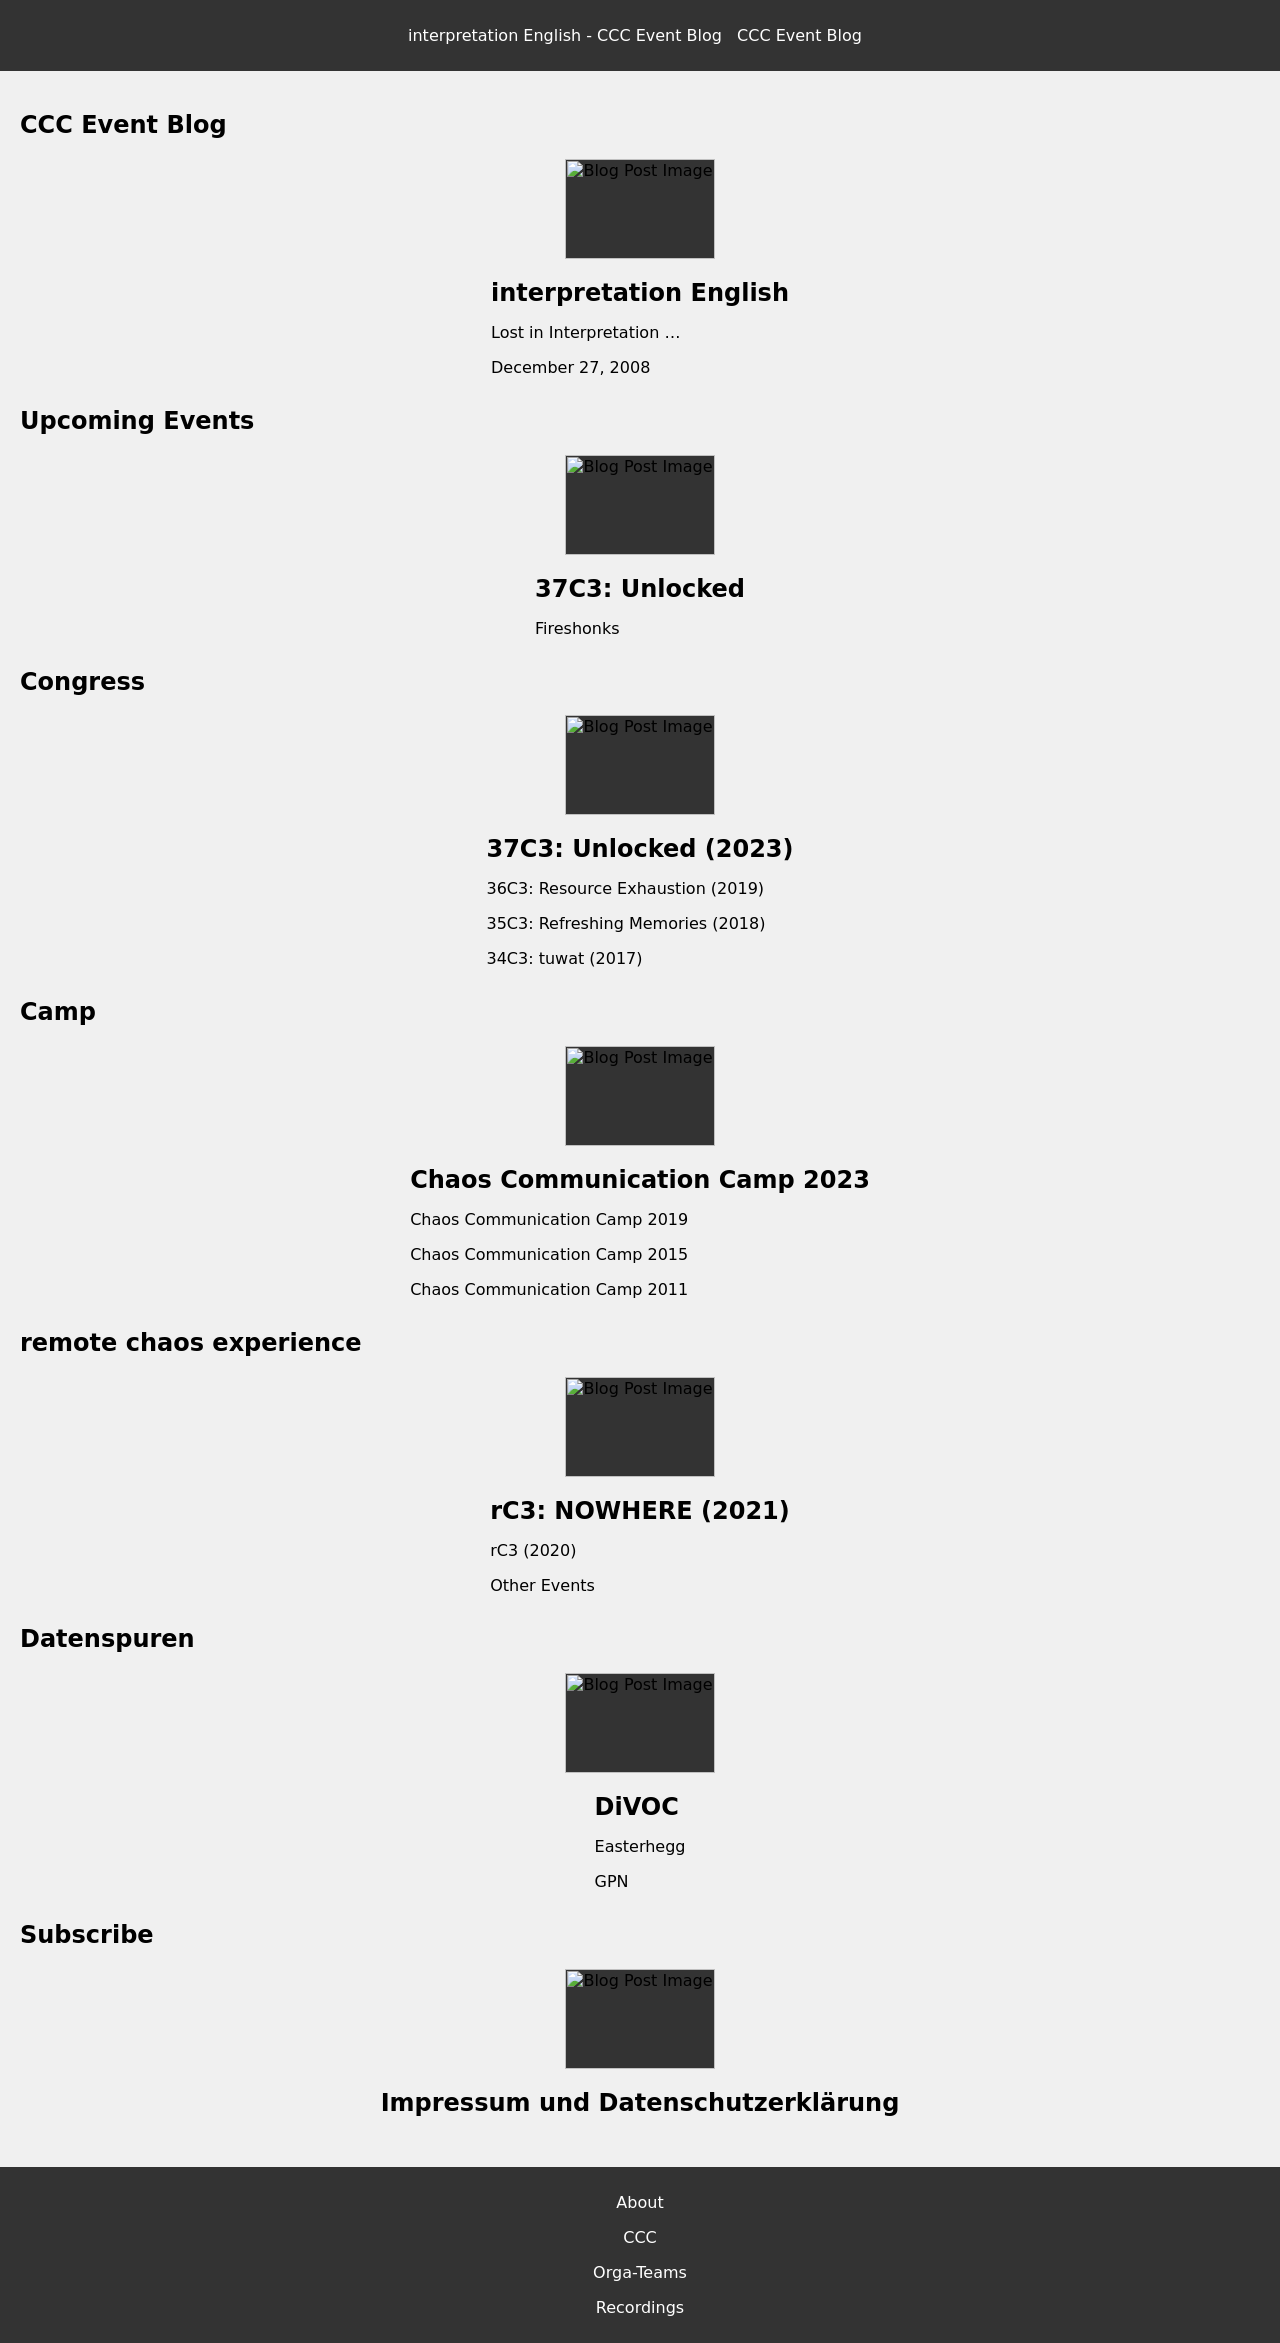 interpretation English - CCC Event Blog CCC Event Blog
CCC Event Blog
Blog Post Image
interpretation English
Lost in Interpretation …
December 27, 2008
Upcoming Events
Blog Post Image
37C3: Unlocked
Fireshonks
Congress
Blog Post Image
37C3: Unlocked (2023)
36C3: Resource Exhaustion (2019)
35C3: Refreshing Memories (2018)
34C3: tuwat (2017)
Camp
Blog Post Image
Chaos Communication Camp 2023
Chaos Communication Camp 2019
Chaos Communication Camp 2015
Chaos Communication Camp 2011
remote chaos experience
Blog Post Image
rC3: NOWHERE (2021)
rC3 (2020)
Other Events
Datenspuren
Blog Post Image
DiVOC
Easterhegg
GPN
Subscribe
Blog Post Image
Impressum und Datenschutzerklärung
About
CCC
Orga-Teams
Recordings